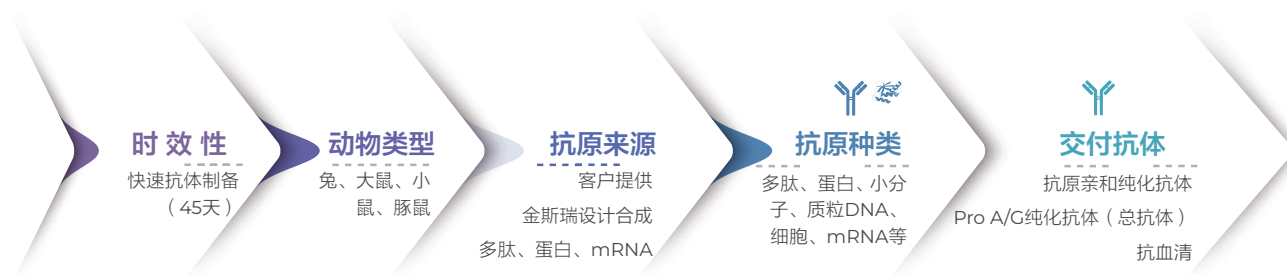 时 效 性
快速抗体制备
（45天）
动物类型
兔、大鼠、小
鼠、豚鼠
抗原来源
客户提供
金斯瑞设计合成
多肽、蛋白、mRNA
抗原种类
多肽、蛋白、小分
子、质粒DNA、
细胞、mRNA等
交付抗体
抗原亲和纯化抗体
Pro A/G纯化抗体（总抗体）
抗血清